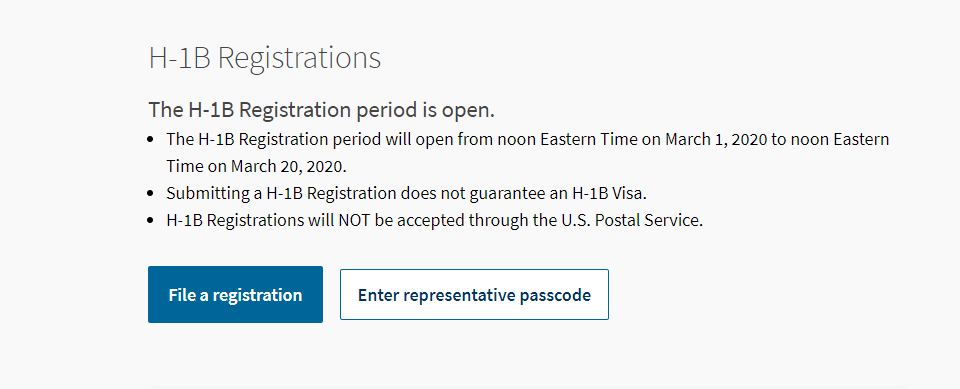 H-1B Registrations
The H-1B Registration period is open.
• The H-1B Registration period will open from noon Eastern Time on March 1, 2020 to noon Eastern
Time on March 20, 2020.
• Submitting a H-1B Registration does not guarantee an H-1B Visa.
• H-1B Registrations will NOT be accepted through the U.S. Postal Service.
File a registration
Enter representative passcode